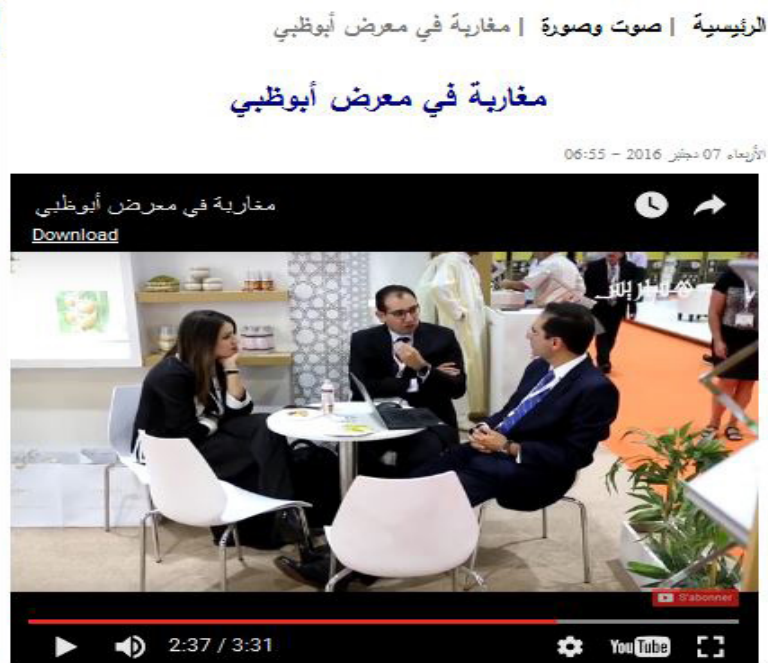 الرئيسية | صوت وصورة | مغاربة في معرض أبوظبي
مغاربة في معرض أبوظبي
الأربعاء 07 دجنبر 2016 - 06:55
مغاربة في معرض أبوظبي
Download
هسبريس
S'abonner
2:37 / 3:31
YouTube